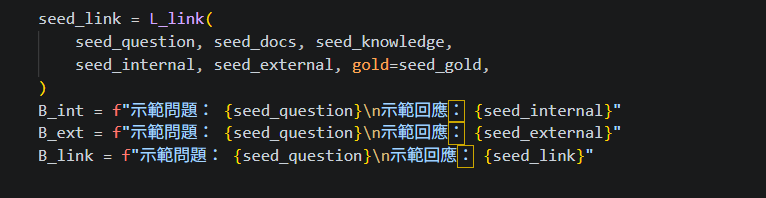 seed_link = L_link(
    seed_question, seed_docs, seed_knowledge,
    seed_internal, seed_external, gold=seed_gold,
)
B_int = f"示範問題： {seed_question}\n示範回應： {seed_internal}"
B_ext = f"示範問題： {seed_question}\n示範回應： {seed_external}"
B_link = f"示範問題： {seed_question}\n示範回應： {seed_link}"